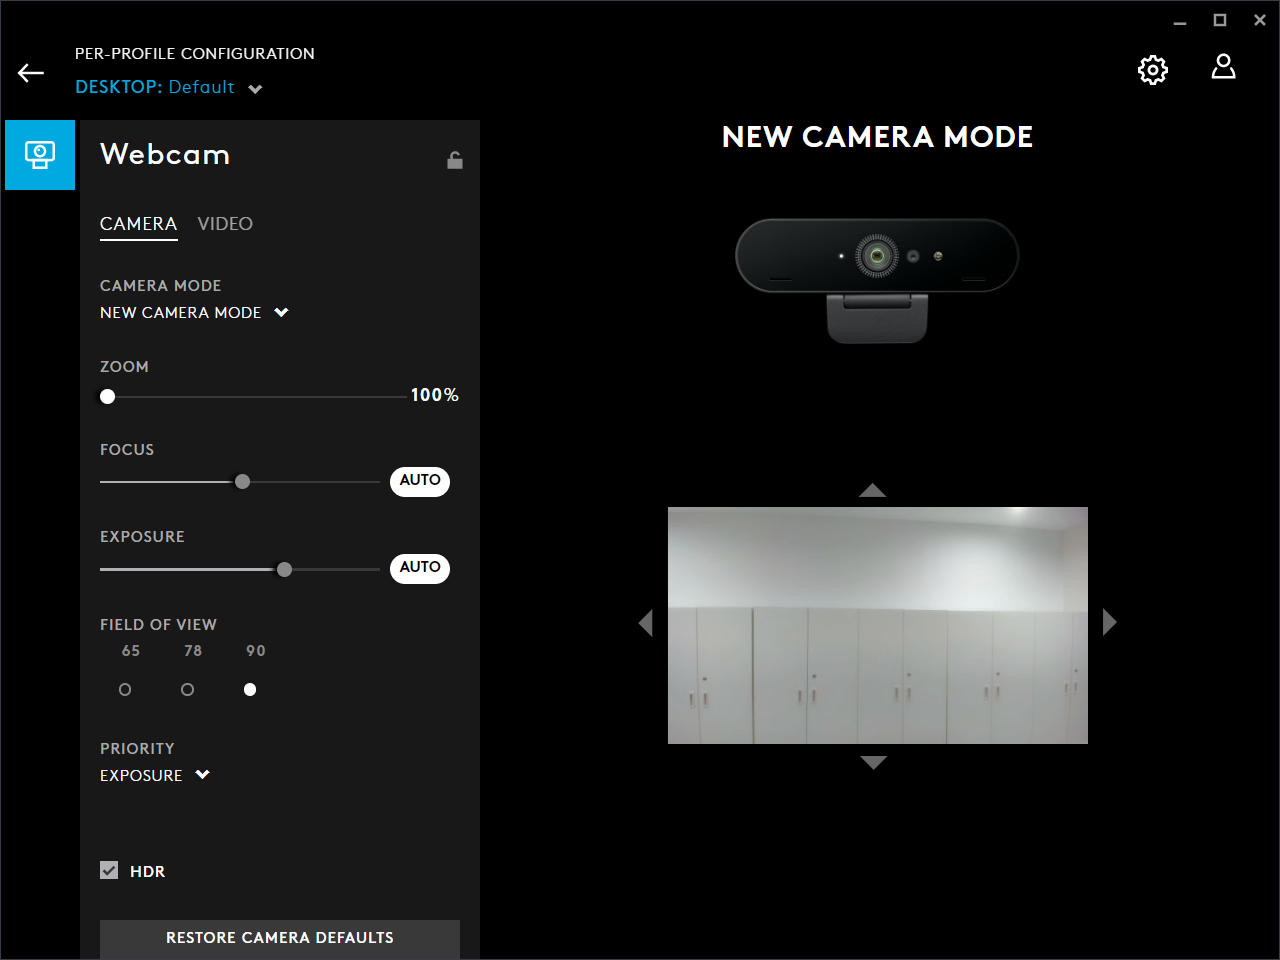 PER-PROFILE CONFIGURATION
DESKTOP: Default
Webcam
CAMERA VIDEO
CAMERA MODE
NEW CAMERA MODE
ZOOM
100%
FOCUS
AUTO
EXPOSURE
AUTO
FIELD OF VIEW
65 78 90
PRIORITY
EXPOSURE
HDR
RESTORE CAMERA DEFAULTS
NEW CAMERA MODE